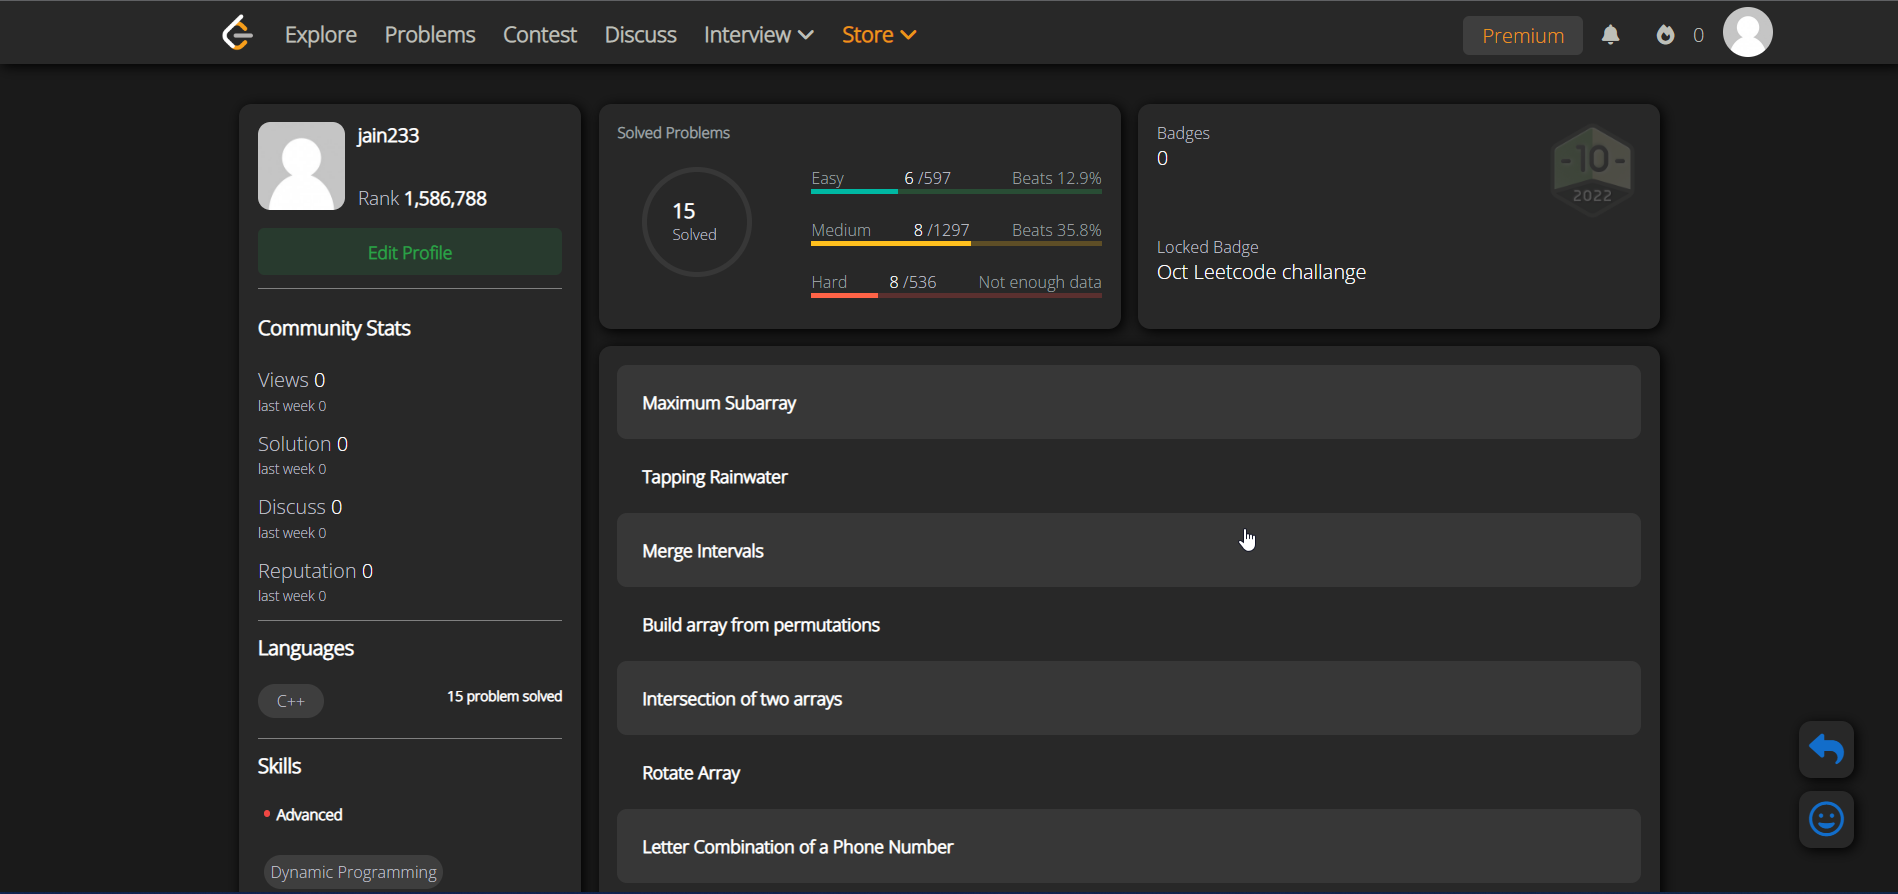 Explore Problems Contest Discuss Interview Store Premium 0
jain233
Rank 1,586,788
Edit Profile
Community Stats
Views 0
last week 0
Solution 0
last week 0
Discuss 0
last week 0
Reputation 0
last week 0
Languages
C++ 15 problem solved
Skills
Advanced
Dynamic Programming
Solved Problems
15
Solved
Easy 6 /597 Beats 12.9%
Medium 8 /1297 Beats 35.8%
Hard 8 /536 Not enough data
Badges
0
-10-
2022
Locked Badge
Oct Leetcode challange
Maximum Subarray
Tapping Rainwater
Merge Intervals
Build array from permutations
Intersection of two arrays
Rotate Array
Letter Combination of a Phone Number